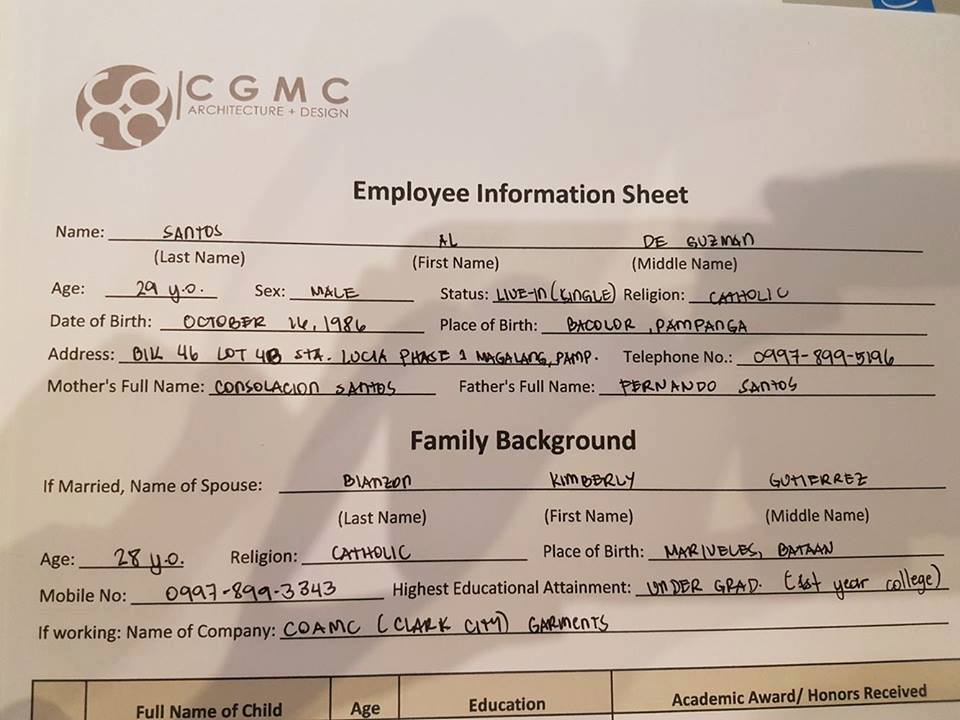 CGMC
ARCHITECTURE + DESIGN
Employee Information Sheet
Name: SANTOS AL DE GUZMAN
(Last Name) (First Name) (Middle Name)
Age: 29 y.o. Sex: MALE Status: LIVE-IN (KINGLE) Religion: CATHOLIC
Date of Birth: OCTOBER 16, 1986 Place of Birth: BACOLOR, PAMPANGA
Address: BLK 46 LOT 4B STA. LUCIA PHASE 1 MAGALANG, PAMP. Telephone No.: 0997-899-5196
Mother's Full Name: CONSOLACION SANTOS Father's Full Name: FERNANDO SANTOS
Family Background
If Married, Name of Spouse: BLANZON KIMBERLY GUTIERREZ
(Last Name) (First Name) (Middle Name)
Age: 28 y.o. Religion: CATHOLIC Place of Birth: MARIVELES, BATAAN
Mobile No: 0997-899-3343 Highest Educational Attainment: UNDER GRAD. (1st year college)
If working: Name of Company: COAMC (CLARK CITY) GARMENTS
Full Name of Child Age Education Academic Award/ Honors Received